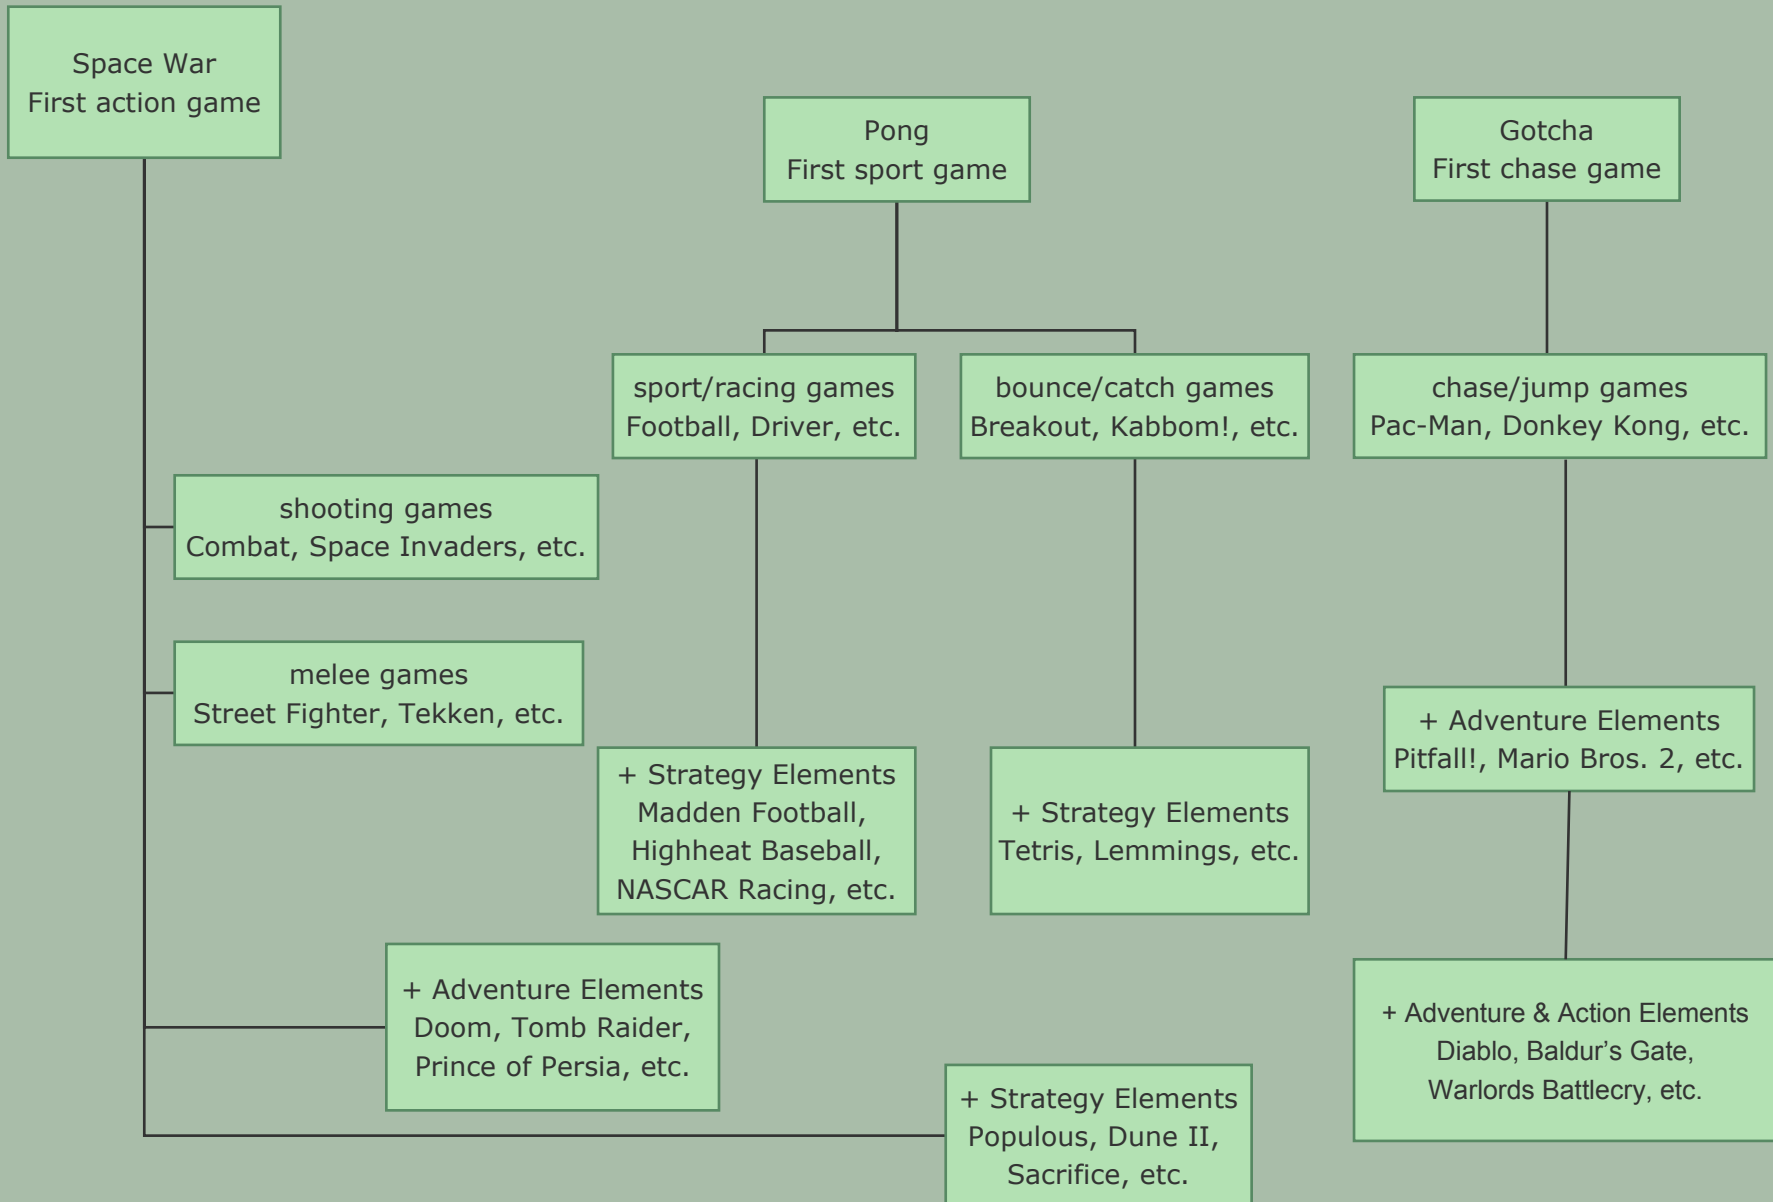 Space War
First action game
Pong
First sport game
Gotcha
First chase game
sport/racing games
Football, Driver, etc.
bounce/catch games
Breakout, Kabbom!, etc.
chase/jump games
Pac-Man, Donkey Kong, etc.
shooting games
Combat, Space Invaders, etc.
melee games
Street Fighter, Tekken, etc.
+ Strategy Elements
Madden Football,
Highheat Baseball,
NASCAR Racing, etc.
+ Strategy Elements
Tetris, Lemmings, etc.
+ Adventure Elements
Pitfall!, Mario Bros. 2, etc.
+ Adventure Elements
Doom, Tomb Raider,
Prince of Persia, etc.
+ Strategy Elements
Populous, Dune II,
Sacrifice, etc.
+ Adventure & Action Elements
Diablo, Baldur’s Gate,
Warlords Battlecry, etc.